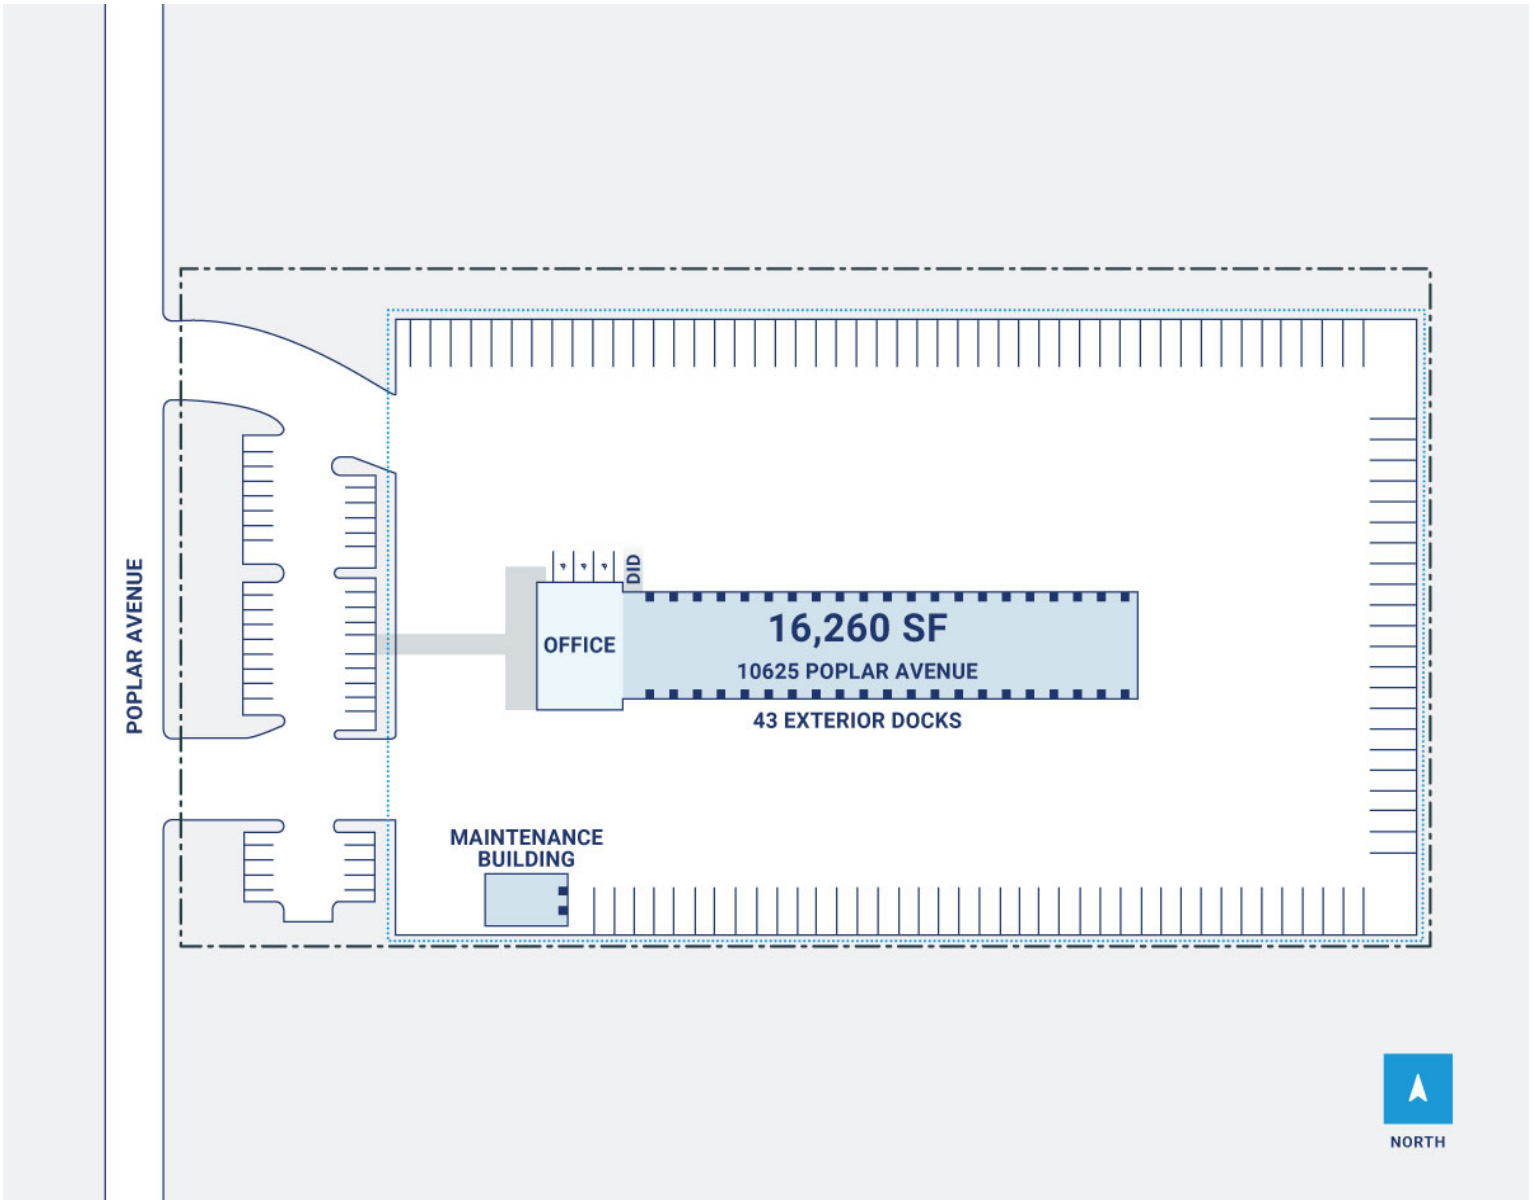 POPLAR AVENUE
DID
OFFICE
16,260 SF
10625 POPLAR AVENUE
43 EXTERIOR DOCKS
MAINTENANCE
BUILDING
NORTH